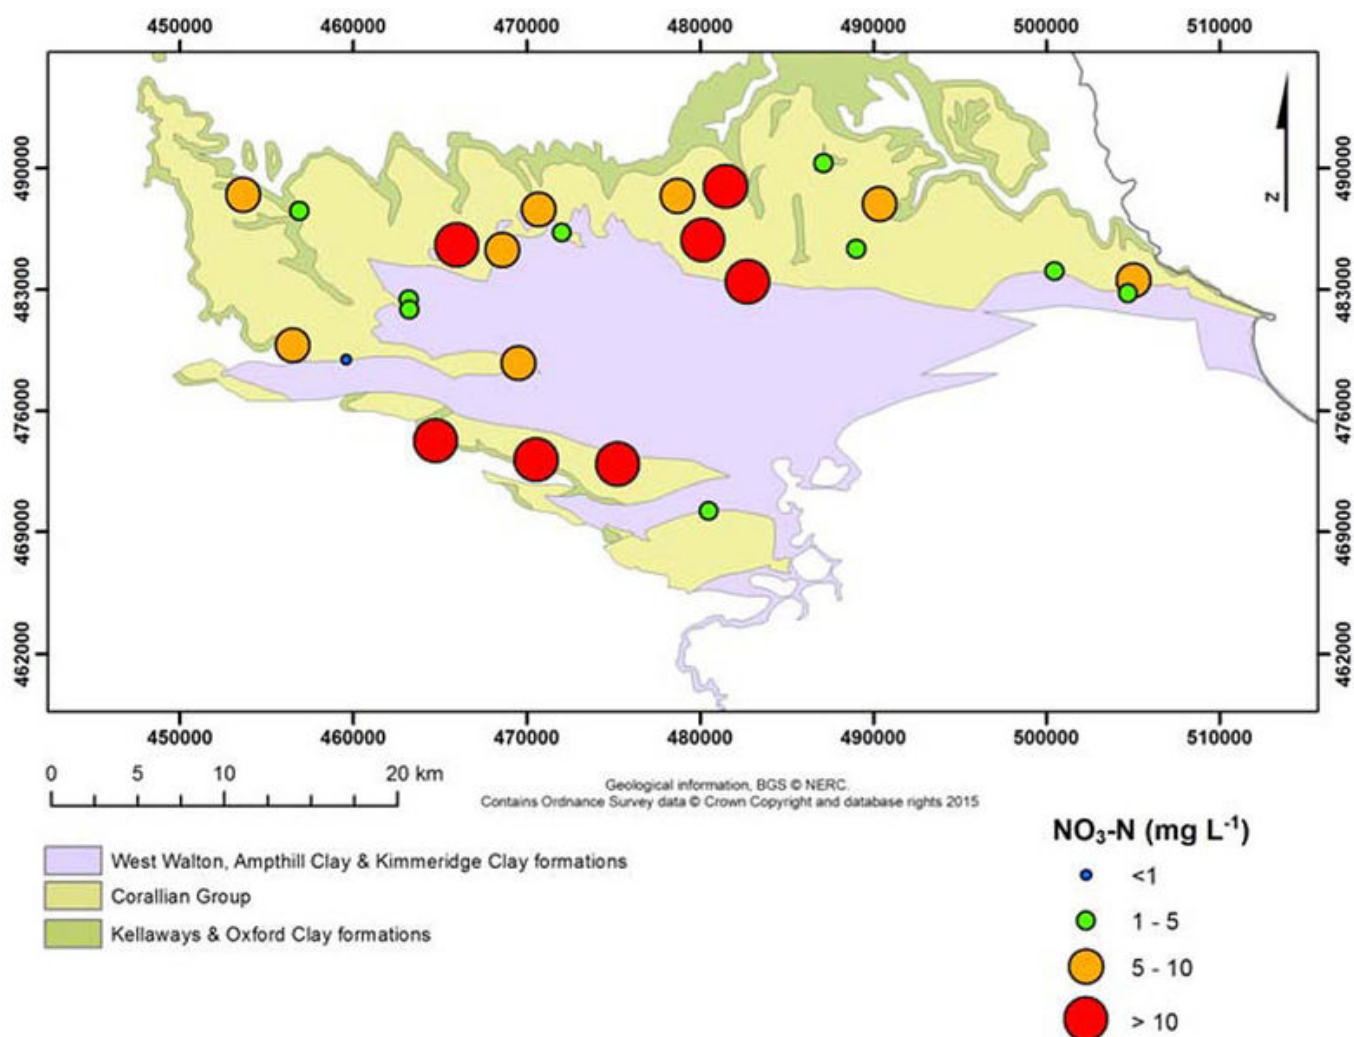 450000 460000 470000 480000 490000 500000 510000
490000 490000
483000 483000
476000 476000
469000 469000
462000 462000
N
450000 460000 470000 480000 490000 500000 510000
0 5 10 20 km
Geological information, BGS © NERC.
Contains Ordnance Survey data © Crown Copyright and database rights 2015
West Walton, Ampthill Clay & Kimmeridge Clay formations
Corallian Group
Kellaways & Oxford Clay formations
NO₃-N (mg L⁻¹)
<1
1 - 5
5 - 10
> 10